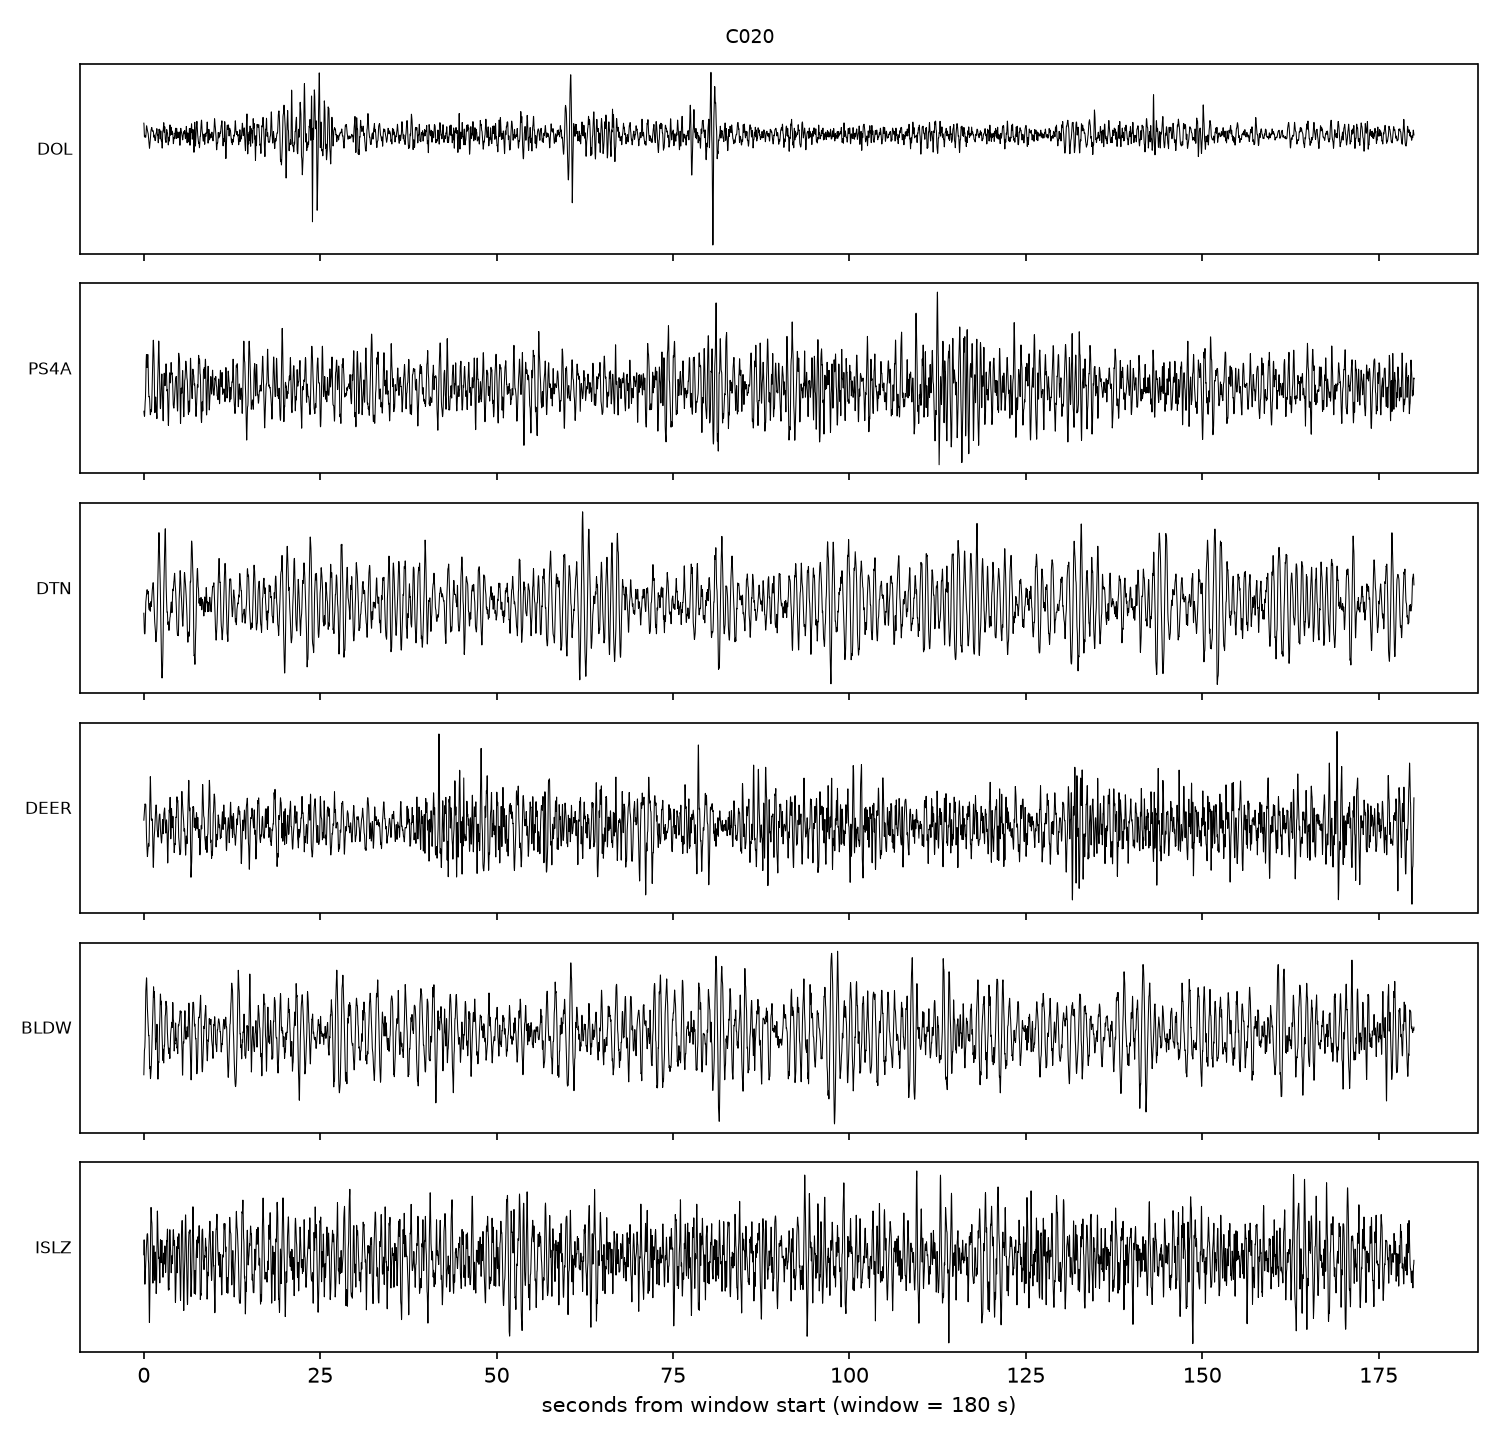 C020
DOL
PS4A
DTN
DEER
BLDW
ISLZ
0 25 50 75 100 125 150 175
seconds from window start (window = 180 s)